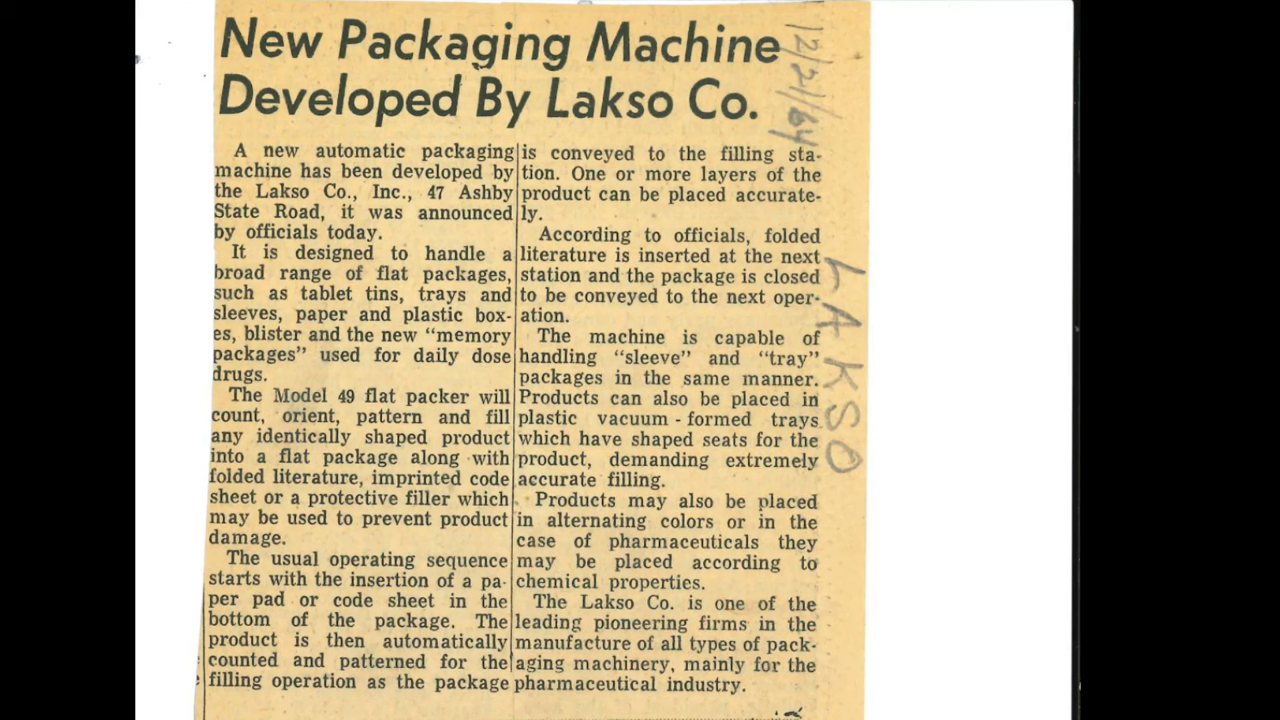 New Packaging Machine
Developed By Lakso Co.
12/21/64
LAKSO
A new automatic packaging
machine has been developed by
the Lakso Co., Inc., 47 Ashby
State Road, it was announced
by officials today.
It is designed to handle a
broad range of flat packages,
such as tablet tins, trays and
sleeves, paper and plastic box-
es, blister and the new “memory
packages” used for daily dose
drugs.
The Model 49 flat packer will
count, orient, pattern and fill
any identically shaped product
into a flat package along with
folded literature, imprinted code
sheet or a protective filler which
may be used to prevent product
damage.
The usual operating sequence
starts with the insertion of a pa-
per pad or code sheet in the
bottom of the package. The
product is then automatically
counted and patterned for the
filling operation as the package
is conveyed to the filling sta-
tion. One or more layers of the
product can be placed accurate-
ly.
According to officials, folded
literature is inserted at the next
station and the package is closed
to be conveyed to the next oper-
ation.
The machine is capable of
handling “sleeve” and “tray”
packages in the same manner.
Products can also be placed in
plastic vacuum - formed trays
which have shaped seats for the
product, demanding extremely
accurate filling.
Products may also be placed
in alternating colors or in the
case of pharmaceuticals they
may be placed according to
chemical properties.
The Lakso Co. is one of the
leading pioneering firms in the
manufacture of all types of pack-
aging machinery, mainly for the
pharmaceutical industry.